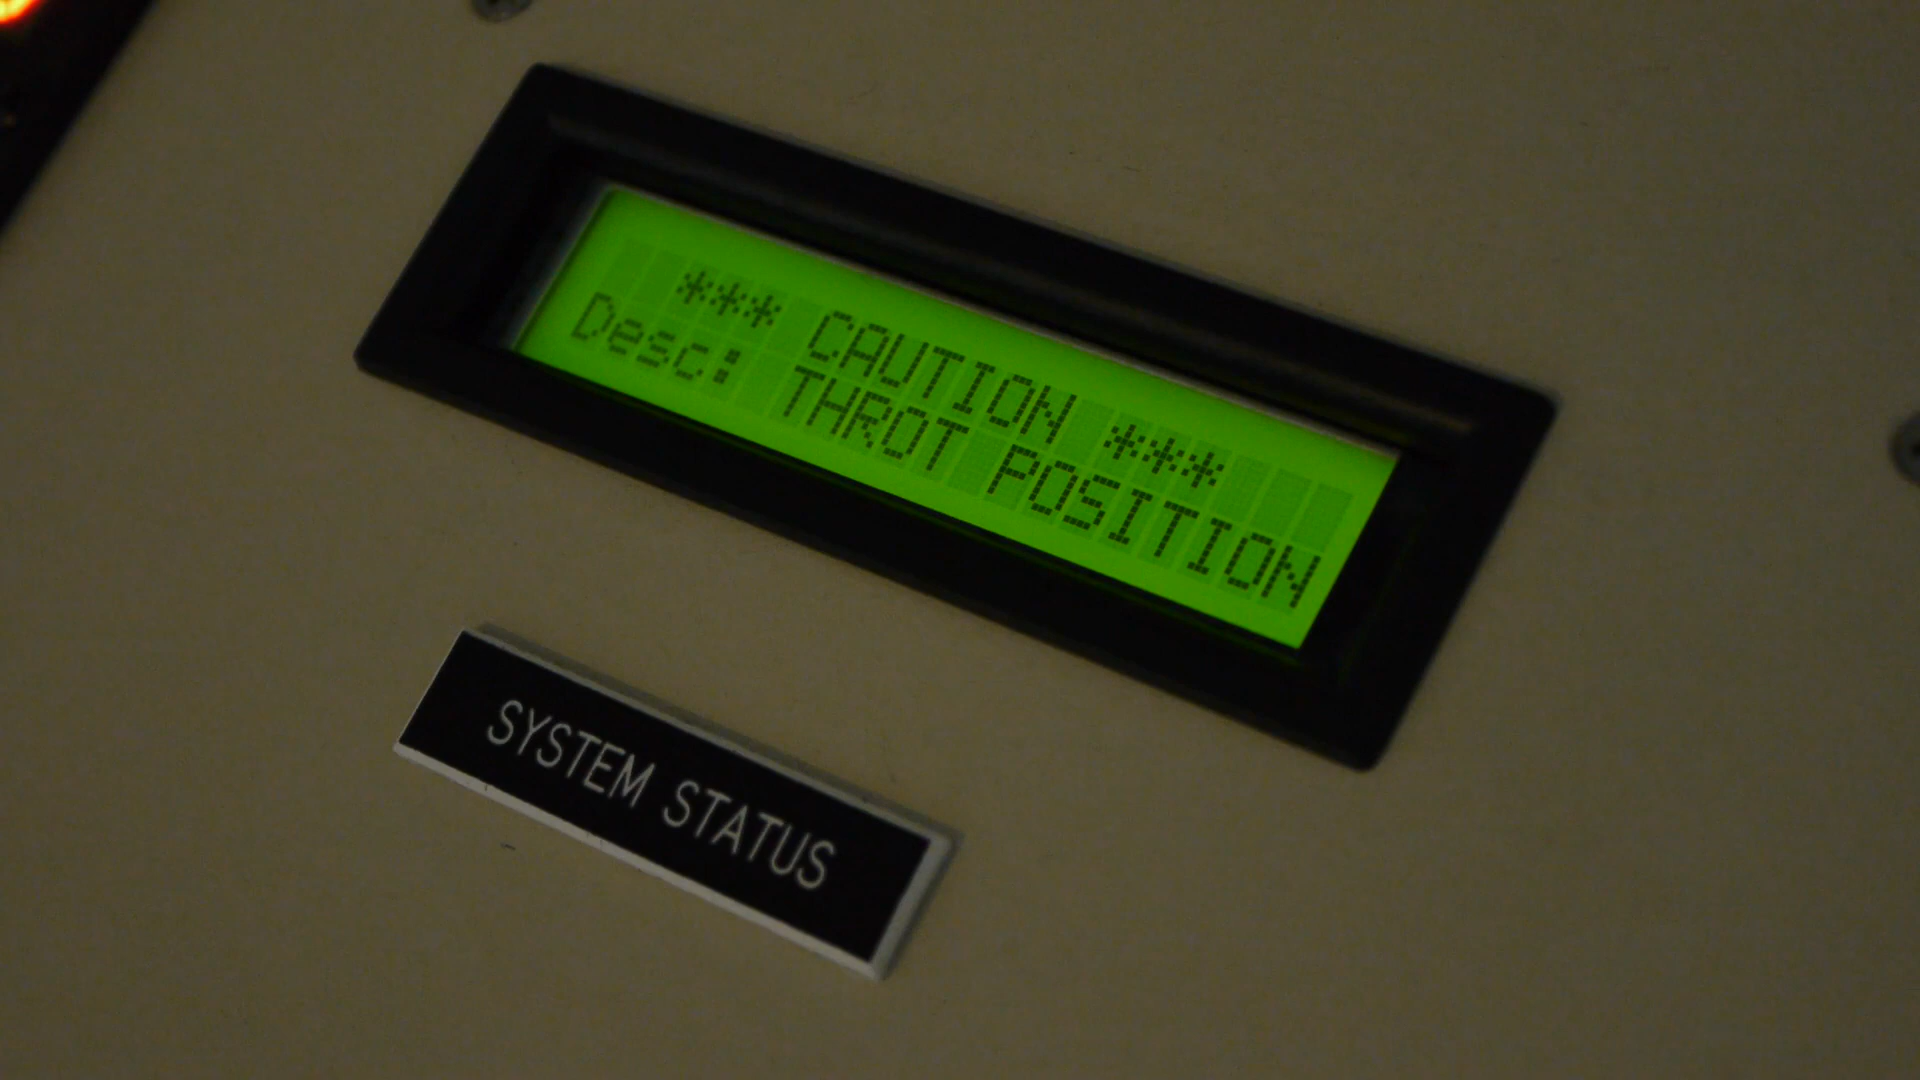 *** CAUTION ***
Desc: THROT POSITION
SYSTEM STATUS